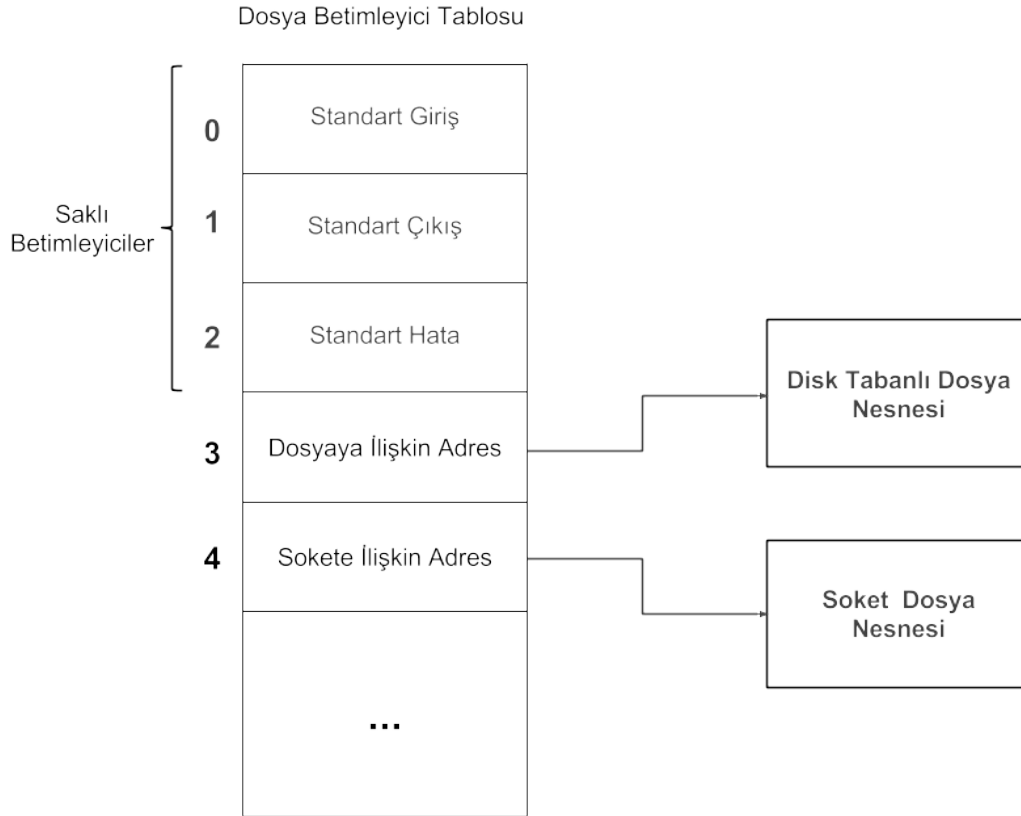 Dosya Betimleyici Tablosu
0
Standart Giriş
Saklı
Betimleyiciler
1
Standart Çıkış
2
Standart Hata
3
Dosyaya İlişkin Adres
Disk Tabanlı Dosya
Nesnesi
4
Sokete İlişkin Adres
Soket Dosya
Nesnesi
...